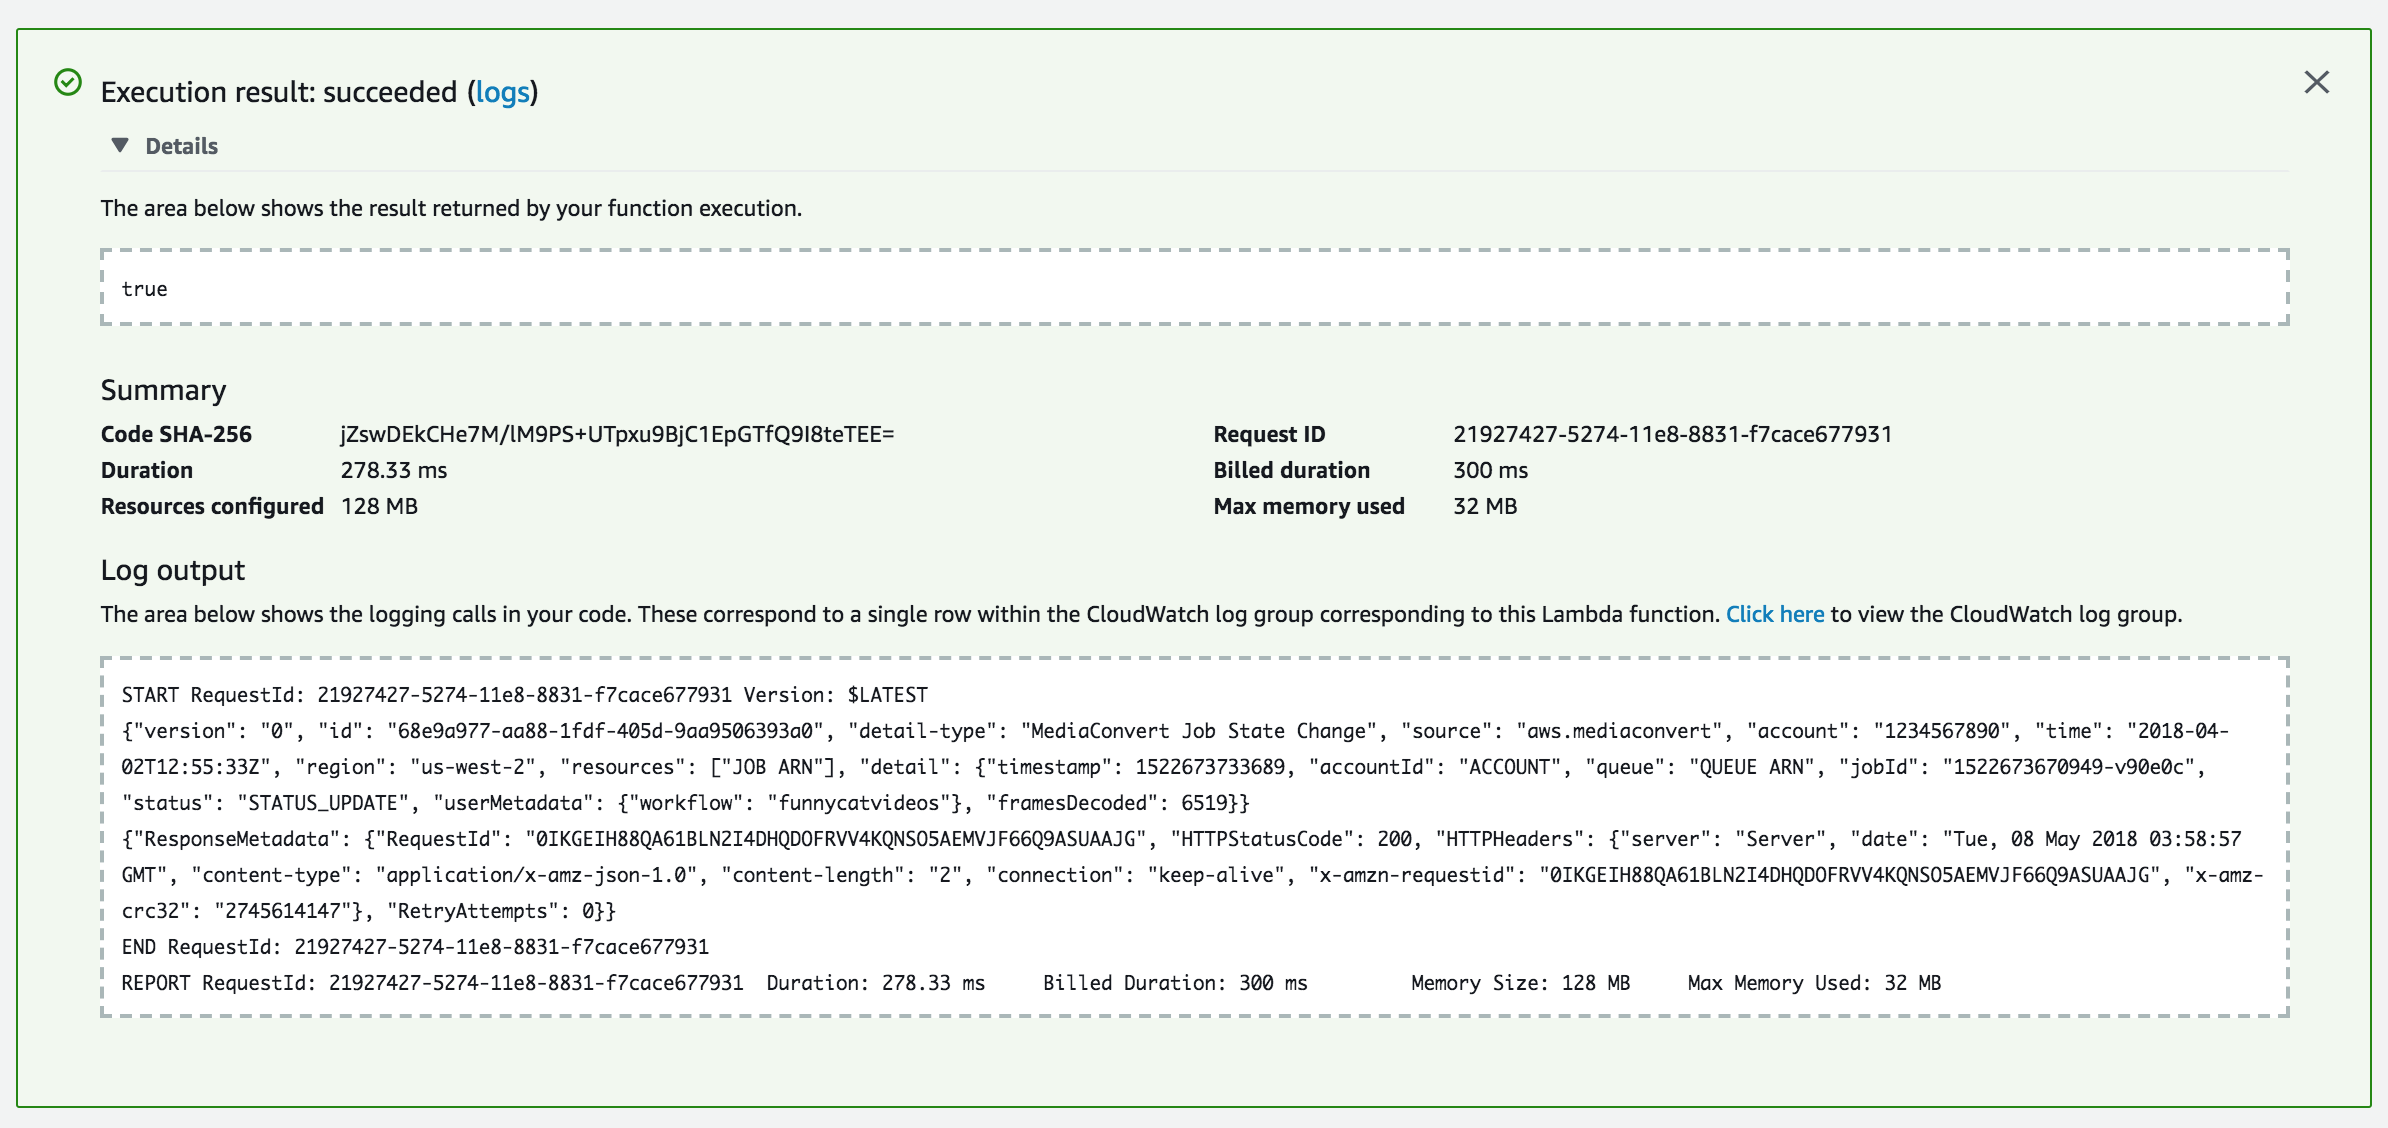 Execution result: succeeded (logs)
Details
The area below shows the result returned by your function execution.
true
Summary
Code SHA-256 jZswDEkCHe7M/lM9PS+UTpxu9BjC1EpGTfQ9I8teTEE= Request ID 21927427-5274-11e8-8831-f7cace677931
Duration 278.33 ms Billed duration 300 ms
Resources configured 128 MB Max memory used 32 MB
Log output
The area below shows the logging calls in your code. These correspond to a single row within the CloudWatch log group corresponding to this Lambda function. Click here to view the CloudWatch log group.
START RequestId: 21927427-5274-11e8-8831-f7cace677931 Version: $LATEST
{"version": "0", "id": "68e9a977-aa88-1fdf-405d-9aa9506393a0", "detail-type": "MediaConvert Job State Change", "source": "aws.mediaconvert", "account": "1234567890", "time": "2018-04-
02T12:55:33Z", "region": "us-west-2", "resources": ["JOB ARN"], "detail": {"timestamp": 1522673733689, "accountId": "ACCOUNT", "queue": "QUEUE ARN", "jobId": "1522673670949-v90e0c",
"status": "STATUS_UPDATE", "userMetadata": {"workflow": "funnycatvideos"}, "framesDecoded": 6519}}
{"ResponseMetadata": {"RequestId": "0IKGEIH88QA61BLN2I4DHQDOFRVV4KQNSO5AEMVJF66Q9ASUAAJG", "HTTPStatusCode": 200, "HTTPHeaders": {"server": "Server", "date": "Tue, 08 May 2018 03:58:57
GMT", "content-type": "application/x-amz-json-1.0", "content-length": "2", "connection": "keep-alive", "x-amzn-requestid": "0IKGEIH88QA61BLN2I4DHQDOFRVV4KQNSO5AEMVJF66Q9ASUAAJG", "x-amz-
crc32": "2745614147"}, "RetryAttempts": 0}}
END RequestId: 21927427-5274-11e8-8831-f7cace677931
REPORT RequestId: 21927427-5274-11e8-8831-f7cace677931 Duration: 278.33 ms Billed Duration: 300 ms Memory Size: 128 MB Max Memory Used: 32 MB